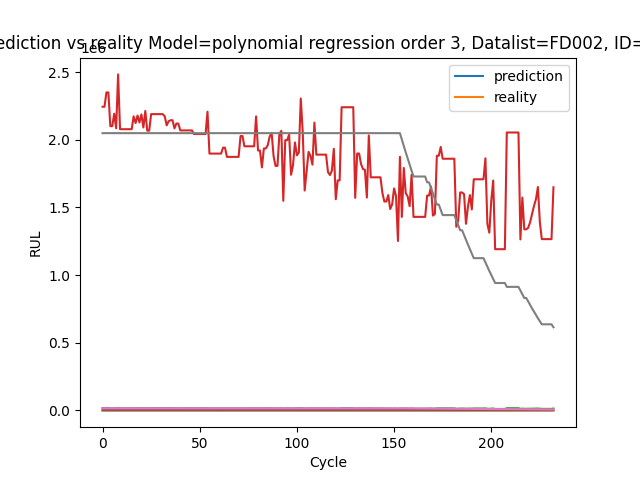 ediction vs reality Model=polynomial regression order 3, Datalist=FD002, ID=
1e6
2.5
2.0
1.5
1.0
0.5
0.0
RUL
prediction
reality
0 50 100 150 200
Cycle